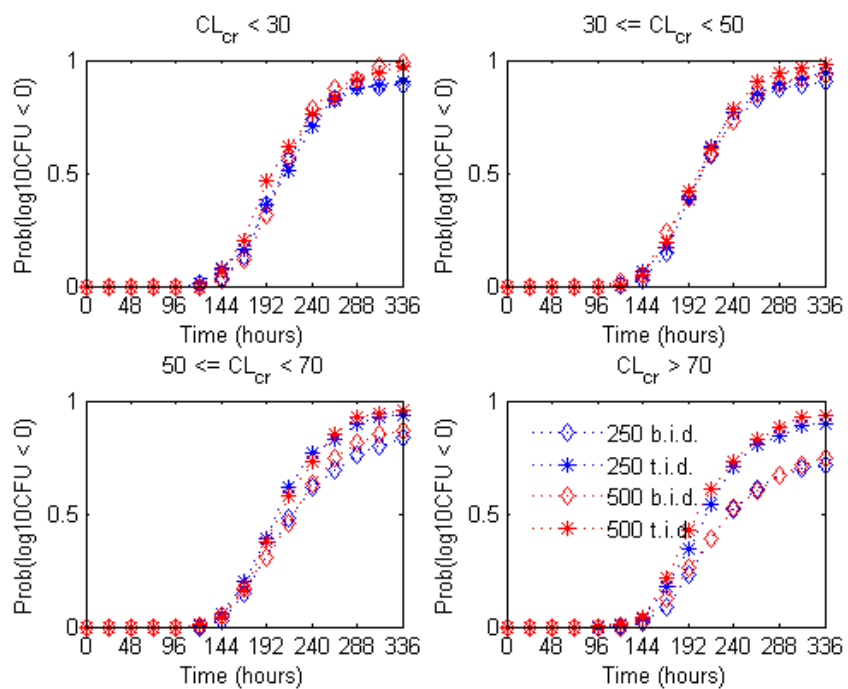 CL_cr < 30
30 <= CL_cr < 50
1
0.5
0
Prob(log10CFU < 0)
0 48 96 144 192 240 288 336
Time (hours)
1
0.5
0
Prob(log10CFU < 0)
0 48 96 144 192 240 288 336
Time (hours)
50 <= CL_cr < 70
CL_cr > 70
1
0.5
0
Prob(log10CFU < 0)
0 48 96 144 192 240 288 336
Time (hours)
1
0.5
0
Prob(log10CFU < 0)
250 b.i.d.
250 t.i.d.
500 b.i.d.
500 t.i.d.
0 48 96 144 192 240 288 336
Time (hours)